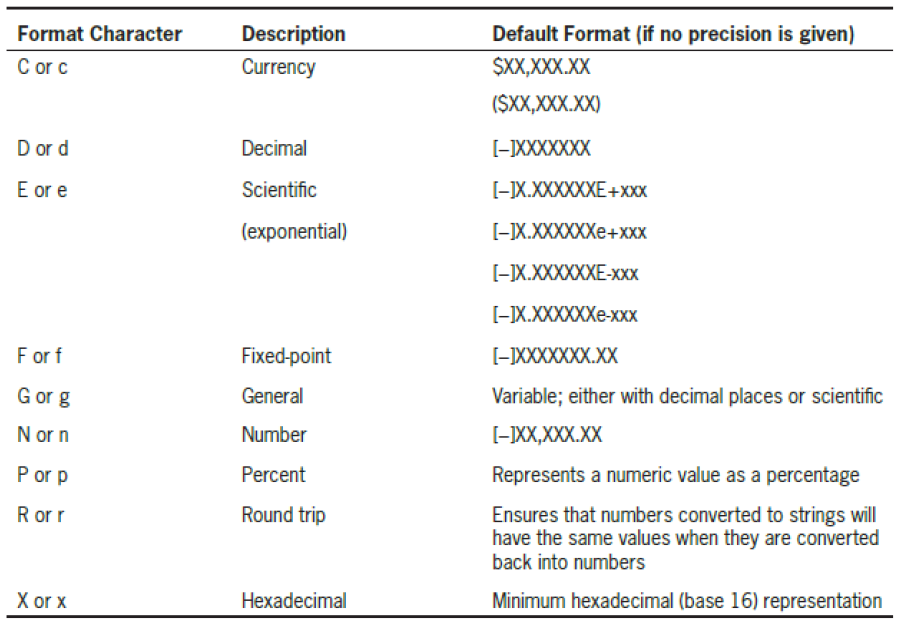 Format Character Description Default Format (if no precision is given)
C or c Currency $XX,XXX.XX
($XX,XXX.XX)
D or d Decimal [–]XXXXXXX
E or e Scientific [–]X.XXXXXXE+xxx
(exponential) [–]X.XXXXXXe+xxx
[–]X.XXXXXXE-xxx
[–]X.XXXXXXe-xxx
F or f Fixed-point [–]XXXXXXX.XX
G or g General Variable; either with decimal places or scientific
N or n Number [–]XX,XXX.XX
P or p Percent Represents a numeric value as a percentage
R or r Round trip Ensures that numbers converted to strings will
have the same values when they are converted
back into numbers
X or x Hexadecimal Minimum hexadecimal (base 16) representation